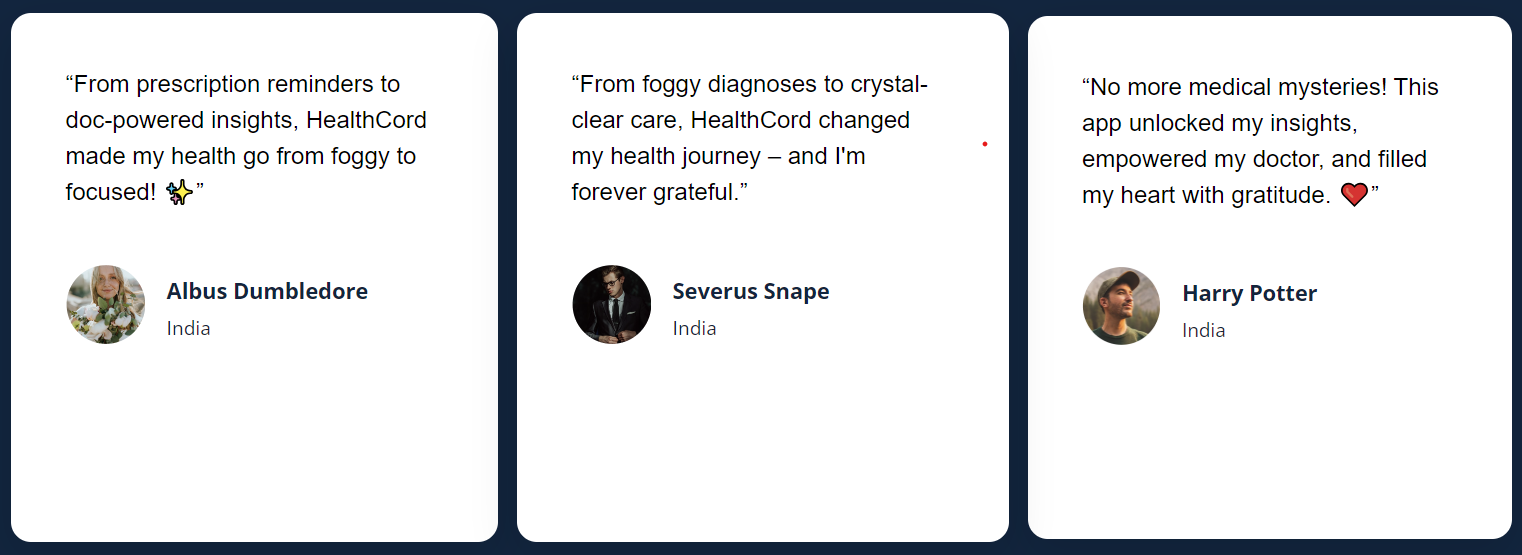 “From prescription reminders to
doc-powered insights, HealthCord
made my health go from foggy to
focused! ✨”
Albus Dumbledore
India
“From foggy diagnoses to crystal-
clear care, HealthCord changed
my health journey – and I'm
forever grateful.”
Severus Snape
India
“No more medical mysteries! This
app unlocked my insights,
empowered my doctor, and filled
my heart with gratitude. ❤️”
Harry Potter
India